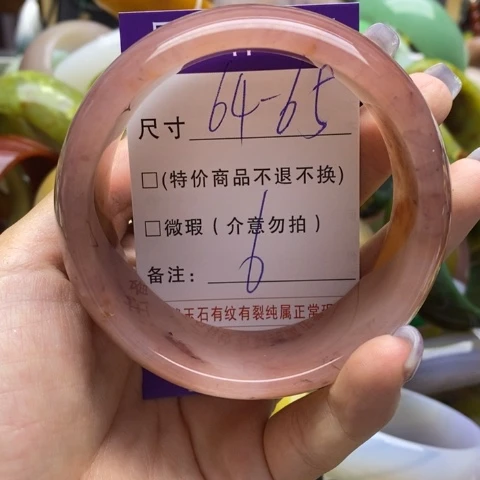 尺寸 64-65
□(特价商品不退不换)
□微瑕(介意勿拍)
备注: 6
玉石有纹有裂纯属正常